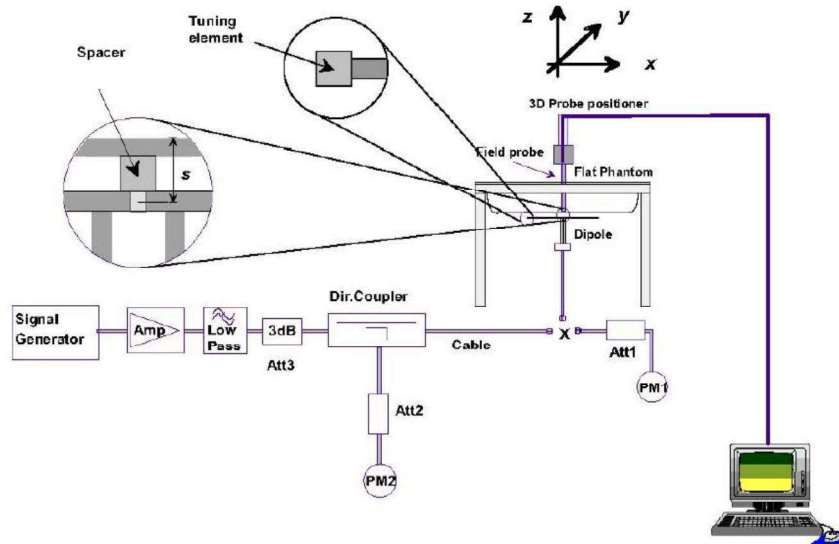 Tuning
element
z
y
x
Spacer
3D Probe positioner
Field probe
Flat Phantom
s
Dipole
Dir.Coupler
Signal
Generator
Amp
Low
Pass
3dB
Att3
Cable
X
Att1
PM1
Att2
PM2